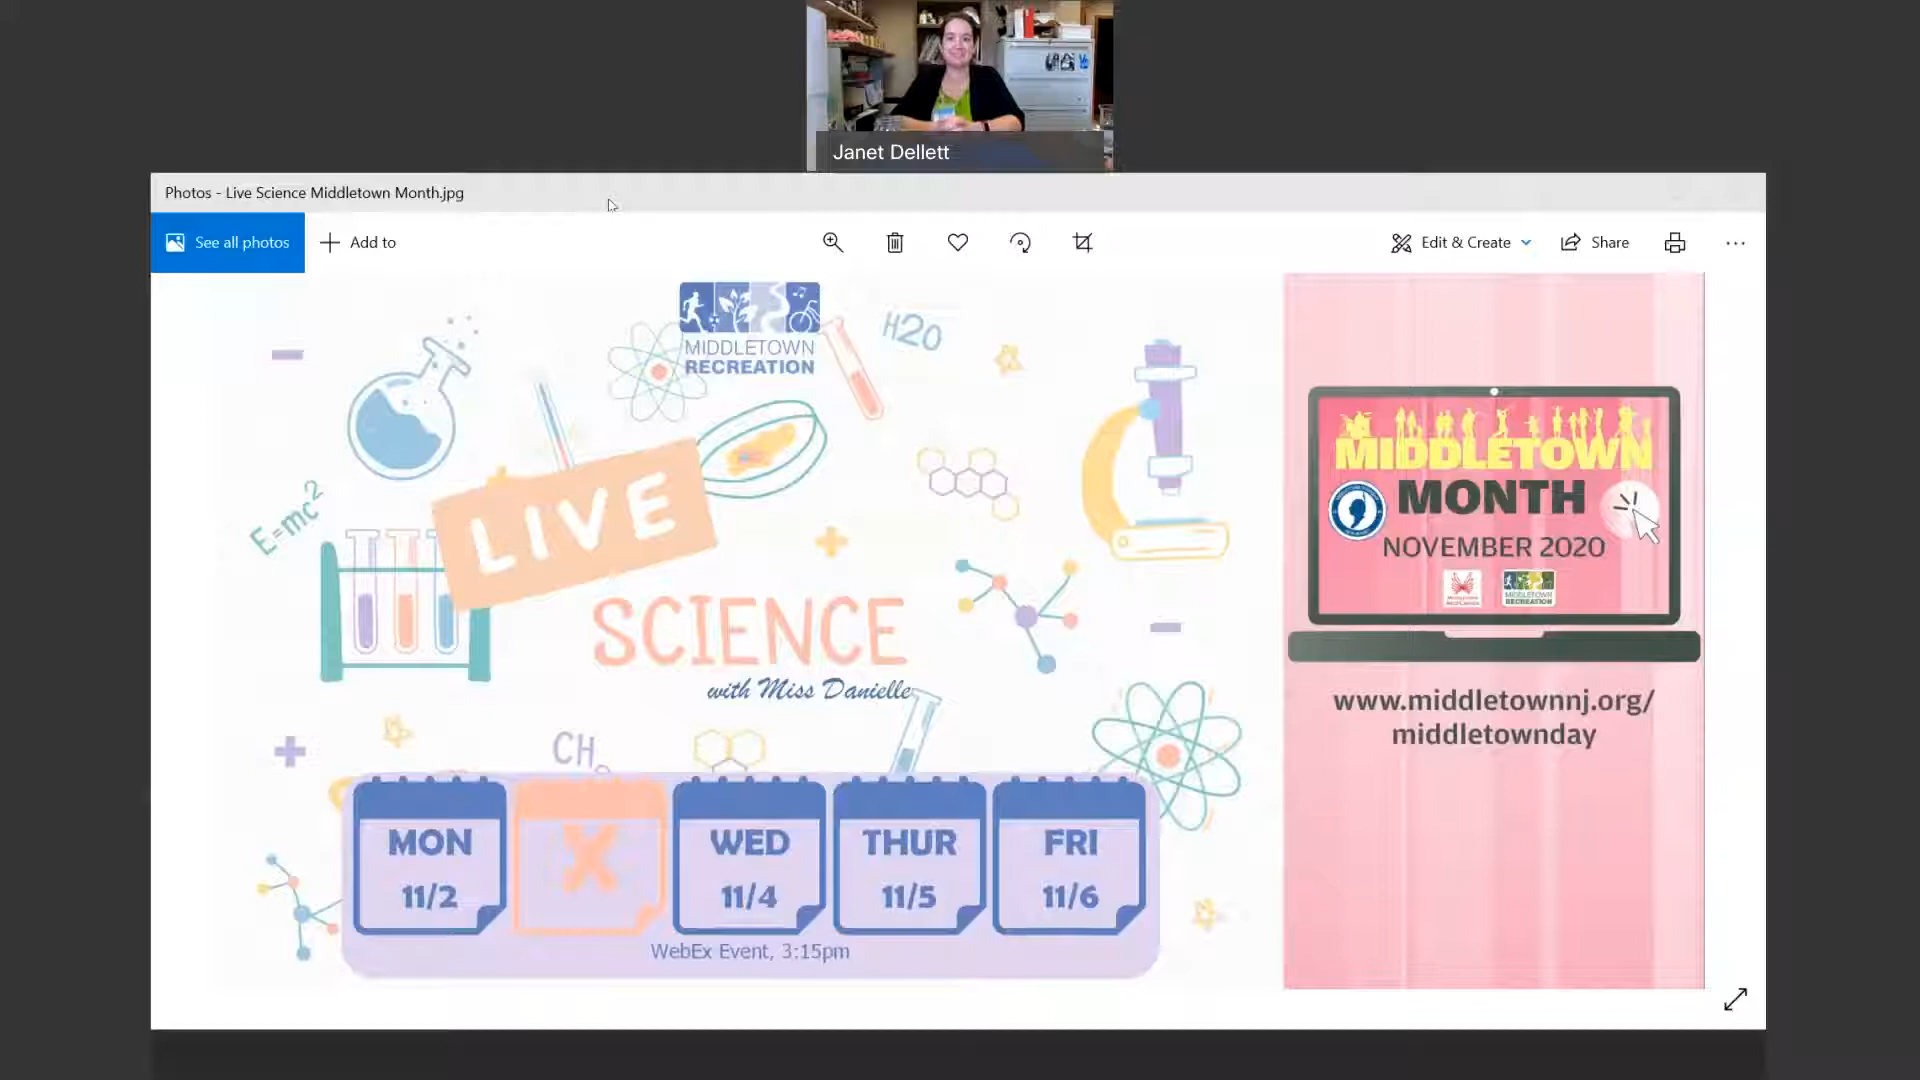 Janet Dellett
Photos - Live Science Middletown Month.jpg
See all photos
Add to
Edit & Create
Share
MIDDLETOWN
RECREATION
H2O
E=mc2
LIVE
SCIENCE
with Miss Danielle
CH
MON
11/2
X
WED
11/4
THUR
11/5
FRI
11/6
WebEx Event, 3:15pm
MIDDLETOWN
MONTH
NOVEMBER 2020
MIDDLETOWN
RECREATION
www.middletownnj.org/
middletownday